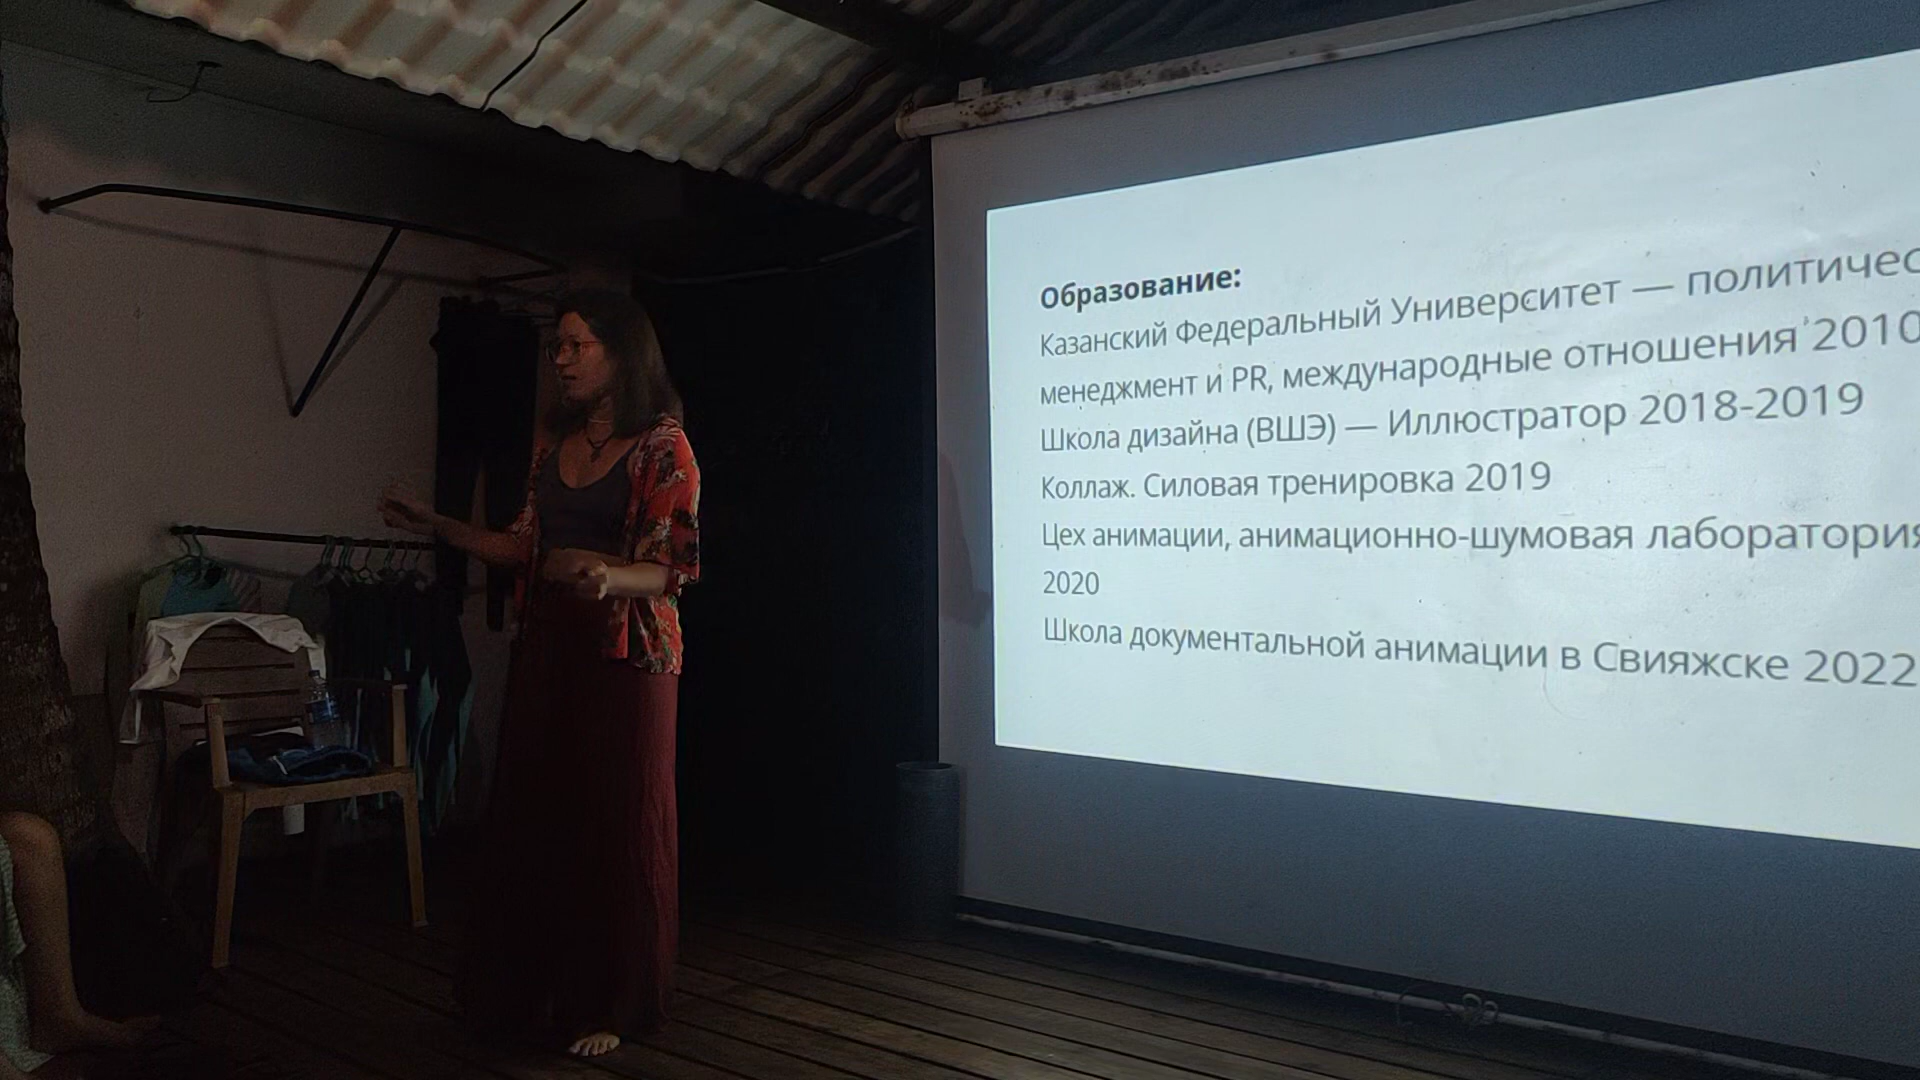 Образование:
Казанский Федеральный Университет — политичес
менеджмент и PR, международные отношения 2010
Школа дизайна (ВШЭ) — Иллюстратор 2018-2019
Коллаж. Силовая тренировка 2019
Цех анимации, анимационно-шумовая лаборатория
2020
Школа документальной анимации в Свияжске 2022